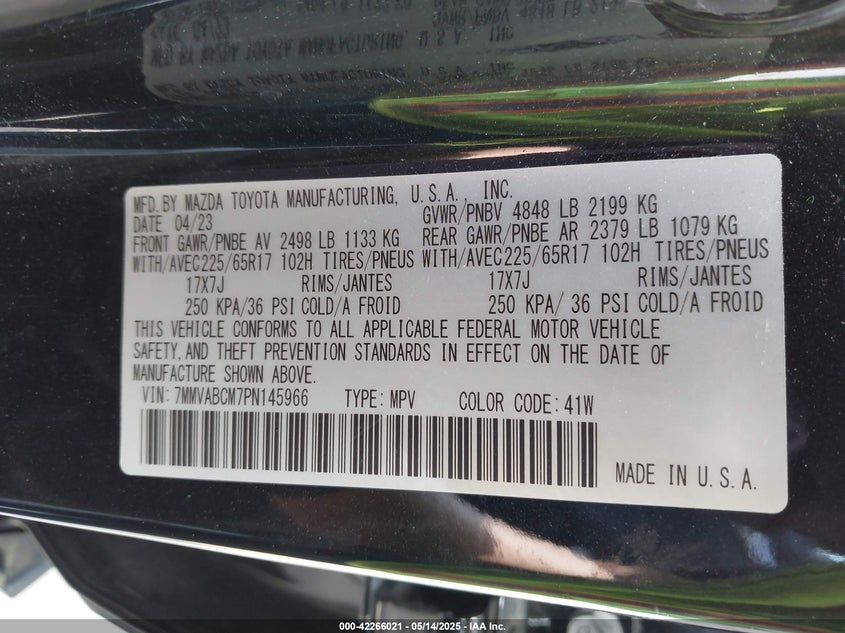 MFD. BY MAZDA TOYOTA MANUFACTURING, U.S.A. INC.
DATE 04/23 GVWR/PNBV 4848 LB 2199 KG
FRONT GAWR/PNBE AV 2498 LB 1133 KG REAR GAWR/PNBE AR 2379 LB 1079 KG
WITH/AVEC225/65R17 102H TIRES/PNEUS WITH/AVEC225/65R17 102H TIRES/PNEUS
17X7J RIMS/JANTES 17X7J RIMS/JANTES
250 KPA/36 PSI COLD/A FROID 250 KPA/ 36 PSI COLD/A FROID
THIS VEHICLE CONFORMS TO ALL APPLICABLE FEDERAL MOTOR VEHICLE
SAFETY, AND THEFT PREVENTION STANDARDS IN EFFECT ON THE DATE OF
MANUFACTURE SHOWN ABOVE.
VIN: 7MMVABCM7PN145966 TYPE: MPV COLOR CODE: 41W
MADE IN U.S.A.
000-42266021 - 05/14/2025 - IAA Inc.